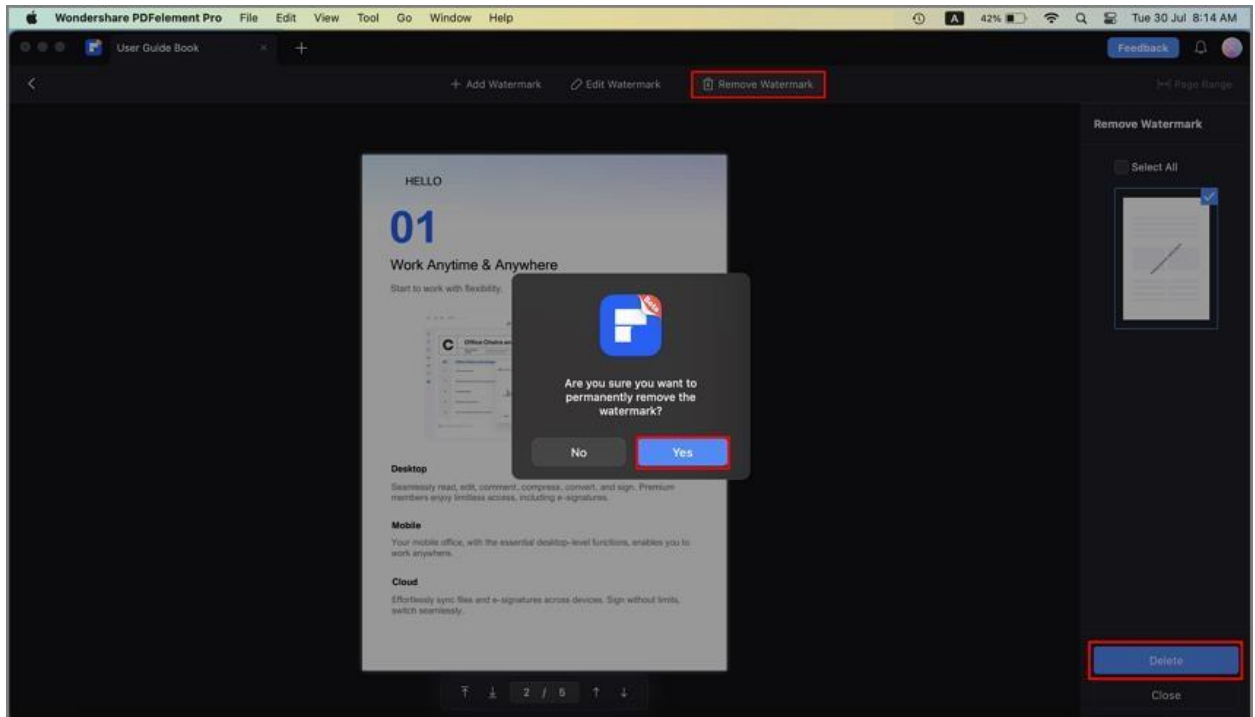 Wondershare PDFelement Pro File Edit View Tool Go Window Help A 42% Tue 30 Jul 8:14 AM
User Guide Book × + Feedback
+ Add Watermark Edit Watermark Remove Watermark Page Range
Remove Watermark
Select All
HELLO
01
Work Anytime & Anywhere
Start to work with flexibility.
C Office Chairs
Beta
Are you sure you want to
permanently remove the
watermark?
No Yes
Desktop
Seamlessly read, edit, comment, compress, convert, and sign. Premium
members enjoy limitless access, including e-signatures.
Mobile
Your mobile office, with the essential desktop-level functions, enables you to
work anywhere.
Cloud
Effortlessly sync files and e-signatures across devices. Sign without limits,
switch seamlessly.
2 / 5
Delete
Close